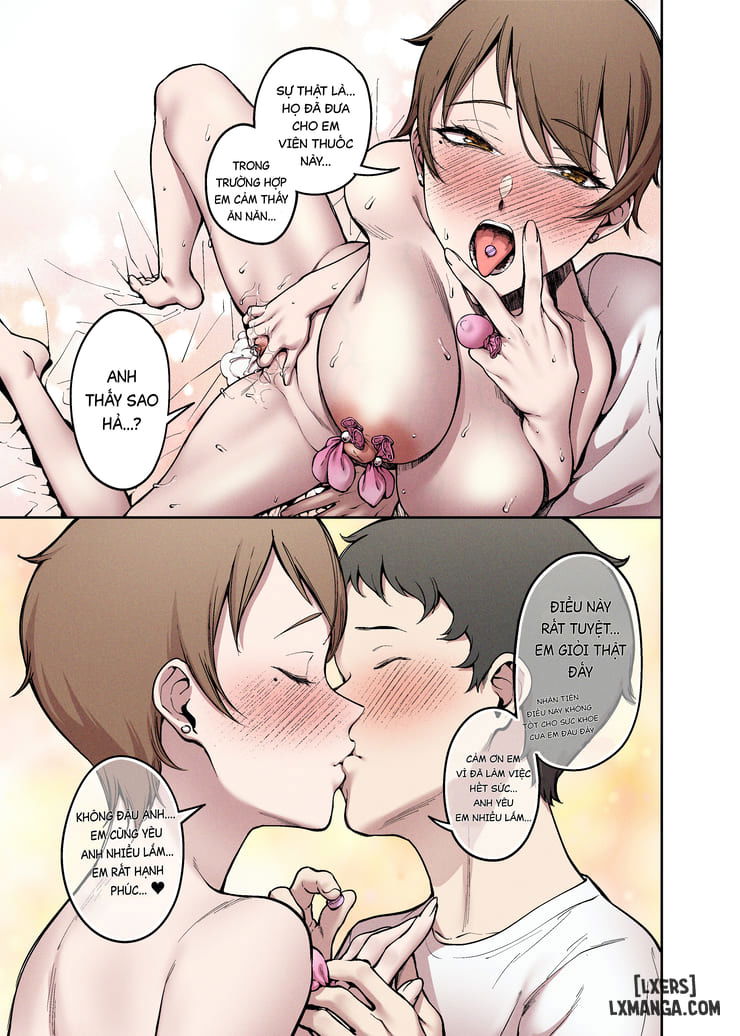 SỰ THẬT LÀ...
HỌ ĐÃ ĐƯA
CHO EM
VIÊN THUỐC
NÀY...
TRONG
TRƯỜNG HỢP
EM CẢM THẤY
ĂN NĂN...
ANH
THẤY SAO
HẢ...?
ĐIỀU NÀY
RẤT TUYỆT...
EM GIỎI THẬT
ĐẤY
NHÂN TIỆN
ĐIỀU NÀY KHÔNG
TỐT CHO SỨC KHỎE
CỦA EM ĐÂU ĐẤY
CẢM ƠN EM
VÌ ĐÃ LÀM VIỆC
HẾT SỨC...
ANH YÊU
EM NHIỀU LẮM...
KHÔNG ĐÂU ANH...
EM CŨNG YÊU
ANH NHIỀU LẮM...
EM RẤT HẠNH
PHÚC... ♥
[LXERS]
LXMANGA.COM